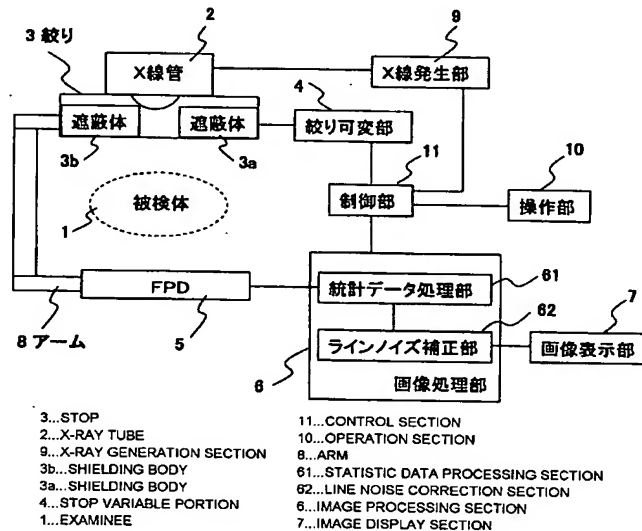 2
9
3 絞り
X線管
X線発生部
4
遮蔽体
遮蔽体
絞り可変部
3b
3a
11
10
被検体
制御部
操作部
1
61
FPD
統計データ処理部
62
7
8 アーム
5
ラインノイズ補正部
画像表示部
6
画像処理部
3...STOP
2...X-RAY TUBE
9...X-RAY GENERATION SECTION
3b...SHIELDING BODY
3a...SHIELDING BODY
4...STOP VARIABLE PORTION
1...EXAMINEE
11...CONTROL SECTION
10...OPERATION SECTION
8...ARM
61...STATISTIC DATA PROCESSING SECTION
62...LINE NOISE CORRECTION SECTION
6...IMAGE PROCESSING SECTION
7...IMAGE DISPLAY SECTION